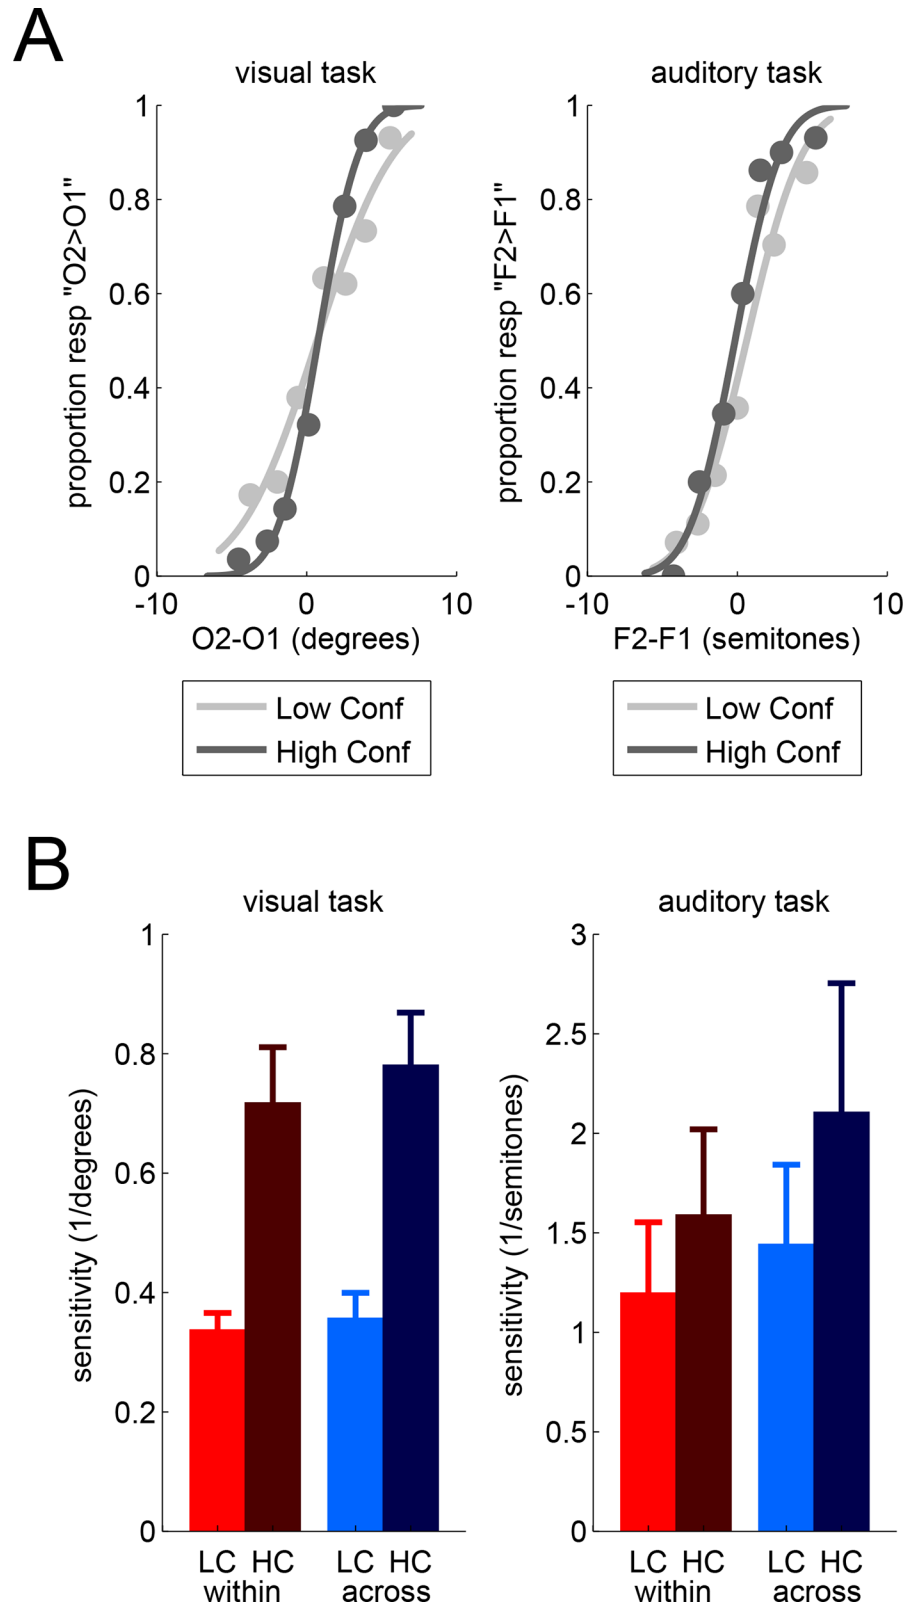 A
visual task
auditory task
proportion resp "O2>O1"
1
0.8
0.6
0.4
0.2
0
-10
0
10
O2-O1 (degrees)
proportion resp "F2>F1"
1
0.8
0.6
0.4
0.2
0
-10
0
10
F2-F1 (semitones)
Low Conf
High Conf
Low Conf
High Conf
B
visual task
auditory task
sensitivity (1/degrees)
1
0.8
0.6
0.4
0.2
0
LC HC LC HC
within across
sensitivity (1/semitones)
3
2.5
2
1.5
1
0.5
0
LC HC LC HC
within across